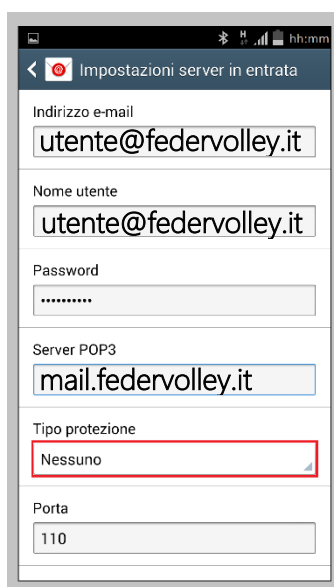 H hh:mm
Impostazioni server in entrata
Indirizzo e-mail
utente@federvolley.it
Nome utente
utente@federvolley.it
Password
••••••••••
Server POP3
mail.federvolley.it
Tipo protezione
Nessuno
Porta
110